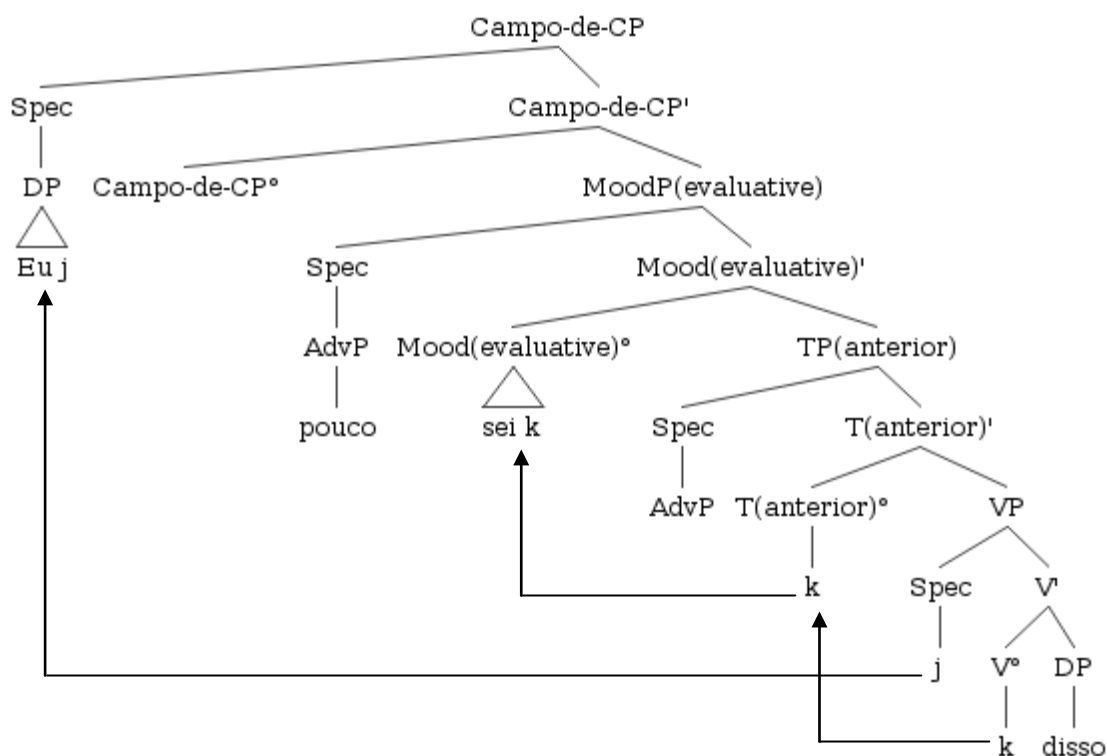 Campo-de-CP
Spec Campo-de-CP'
DP Campo-de-CP° MoodP(evaluative)
Eu j Spec Mood(evaluative)'
AdvP Mood(evaluative)° TP(anterior)
pouco sei k Spec T(anterior)'
AdvP T(anterior)° VP
k Spec V'
j V° DP
k disso